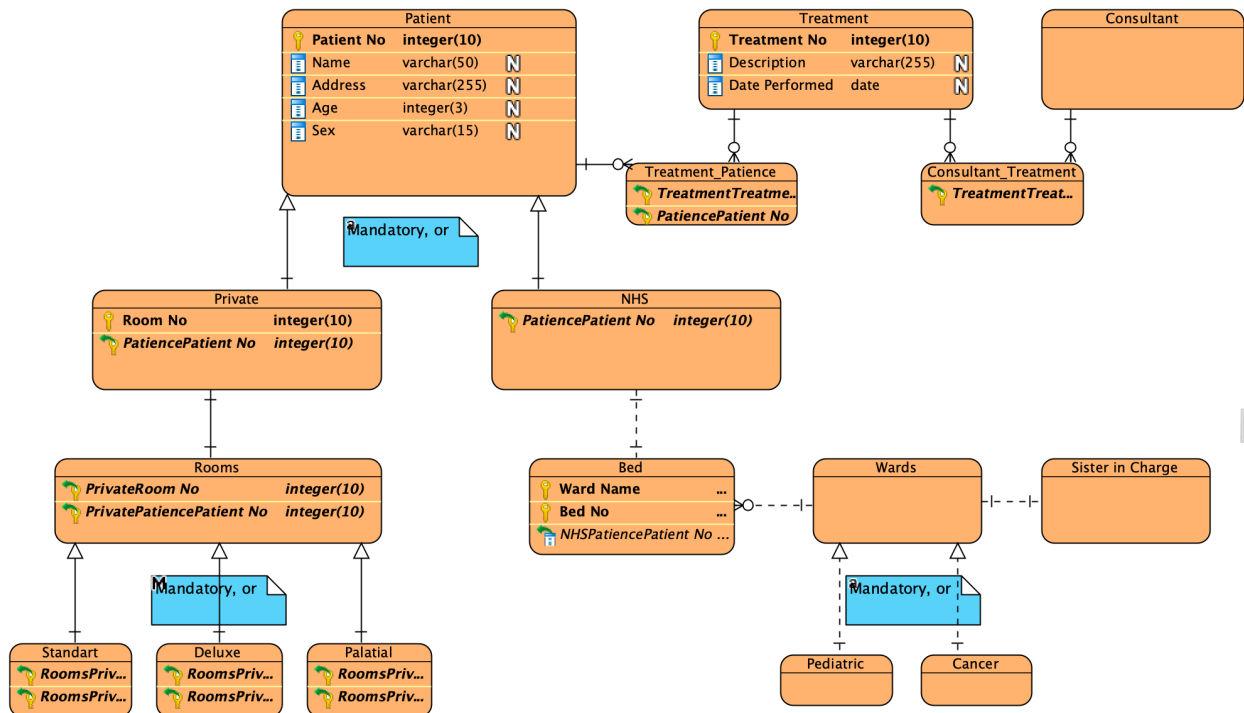 Patient
Patient No integer(10)
Name varchar(50) N
Address varchar(255) N
Age integer(3) N
Sex varchar(15) N
Treatment
Treatment No integer(10)
Description varchar(255) N
Date Performed date N
Consultant
Treatment_Patience
TreatmentTreatme...
PatiencePatient No
Consultant_Treatment
TreatmentTreat...
Mandatory, or
Private
Room No integer(10)
PatiencePatient No integer(10)
NHS
PatiencePatient No integer(10)
Rooms
PrivateRoom No integer(10)
PrivatePatiencePatient No integer(10)
Bed
Ward Name ...
Bed No ...
NHSPatiencePatient No ...
Wards
Sister in Charge
Mandatory, or
Mandatory, or
Standart
RoomsPriv...
RoomsPriv...
Deluxe
RoomsPriv...
RoomsPriv...
Palatial
RoomsPriv...
RoomsPriv...
Pediatric
Cancer